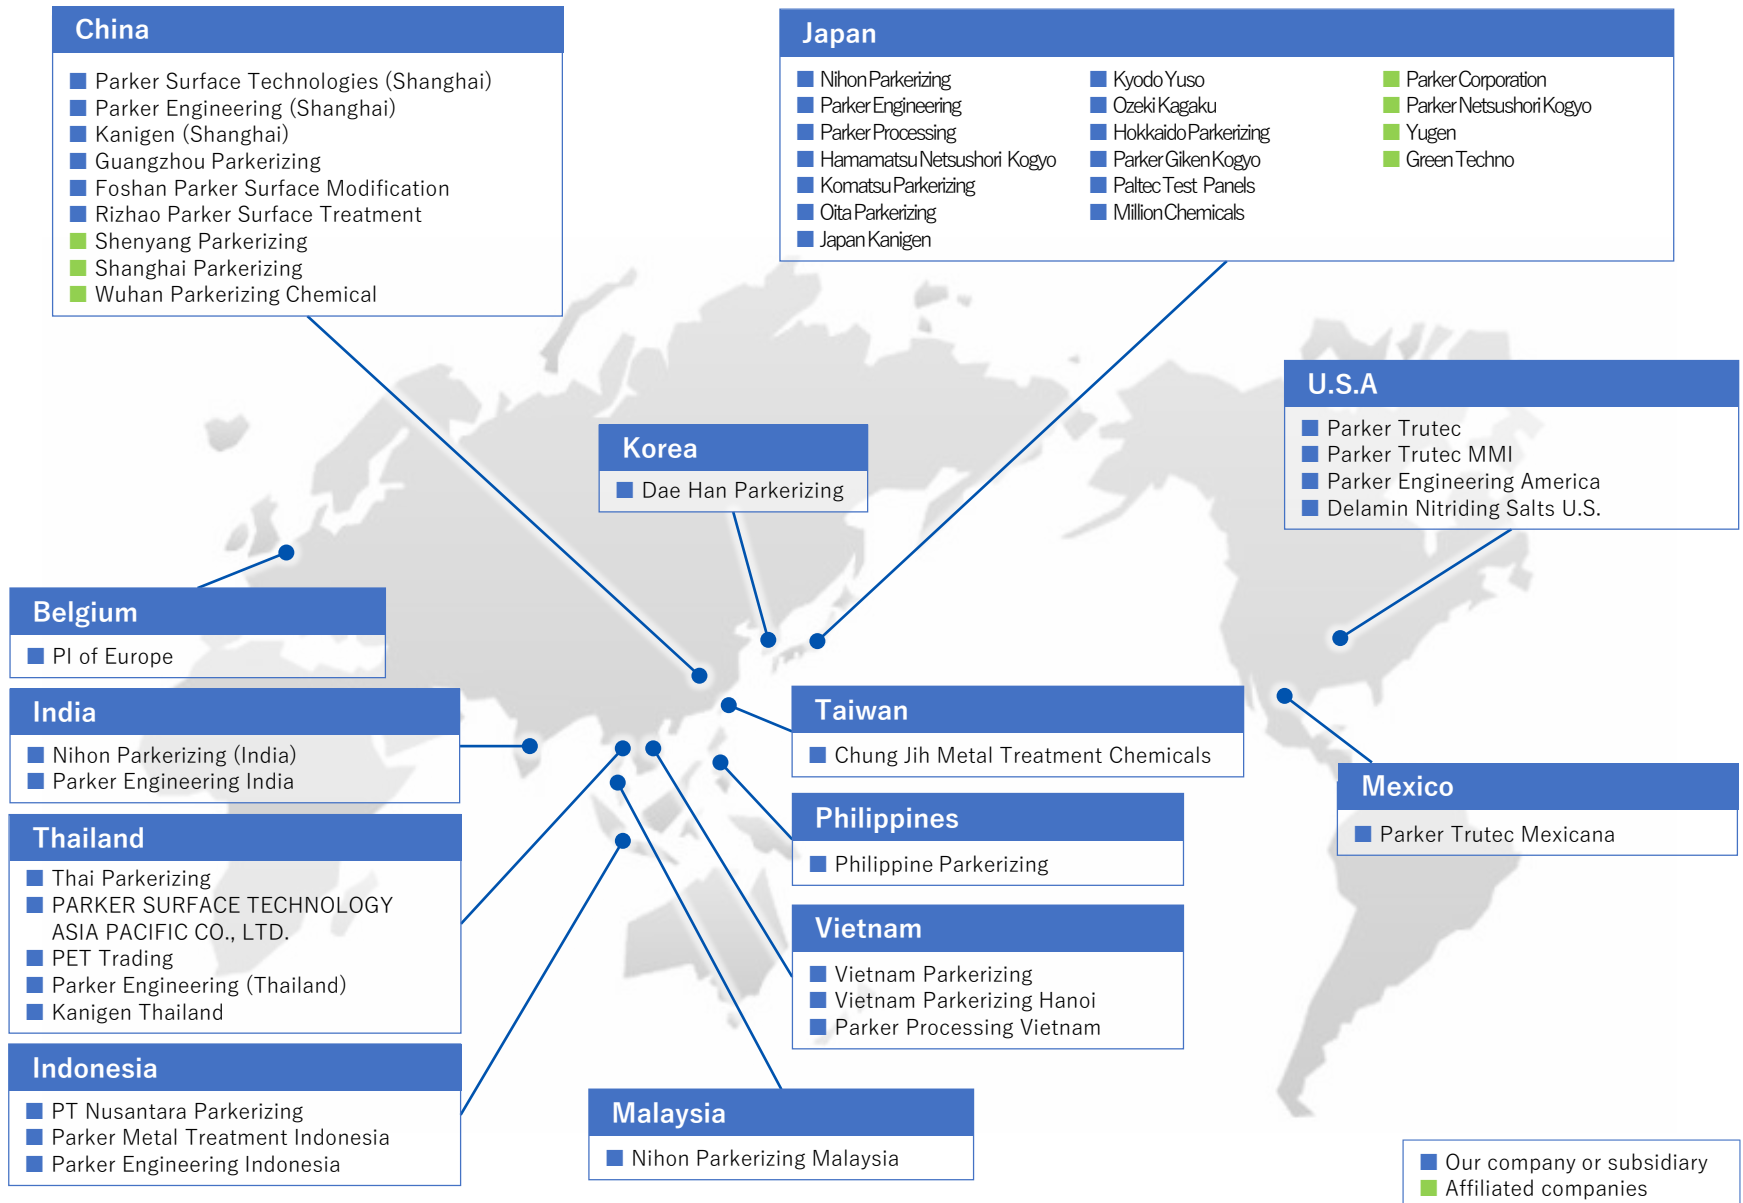 China
Parker Surface Technologies (Shanghai)
Parker Engineering (Shanghai)
Kanigen (Shanghai)
Guangzhou Parkerizing
Foshan Parker Surface Modification
Rizhao Parker Surface Treatment
Shenyang Parkerizing
Shanghai Parkerizing
Wuhan Parkerizing Chemical
Japan
Nihon Parkerizing
Parker Engineering
Parker Processing
Hamamatsu Netsushori Kogyo
Komatsu Parkerizing
Oita Parkerizing
Japan Kanigen
Kyodo Yuso
Ozeki Kagaku
Hokkaido Parkerizing
Parker Giken Kogyo
Paltec Test Panels
Million Chemicals
Parker Corporation
Parker Netsushori Kogyo
Yugen
Green Techno
U.S.A
Parker Trutec
Parker Trutec MMI
Parker Engineering America
Delamin Nitriding Salts U.S.
Korea
Dae Han Parkerizing
Belgium
PI of Europe
India
Nihon Parkerizing (India)
Parker Engineering India
Taiwan
Chung Jih Metal Treatment Chemicals
Mexico
Parker Trutec Mexicana
Philippines
Philippine Parkerizing
Thailand
Thai Parkerizing
PARKER SURFACE TECHNOLOGY
ASIA PACIFIC CO., LTD.
PET Trading
Parker Engineering (Thailand)
Kanigen Thailand
Vietnam
Vietnam Parkerizing
Vietnam Parkerizing Hanoi
Parker Processing Vietnam
Indonesia
PT Nusantara Parkerizing
Parker Metal Treatment Indonesia
Parker Engineering Indonesia
Malaysia
Nihon Parkerizing Malaysia
Our company or subsidiary
Affiliated companies